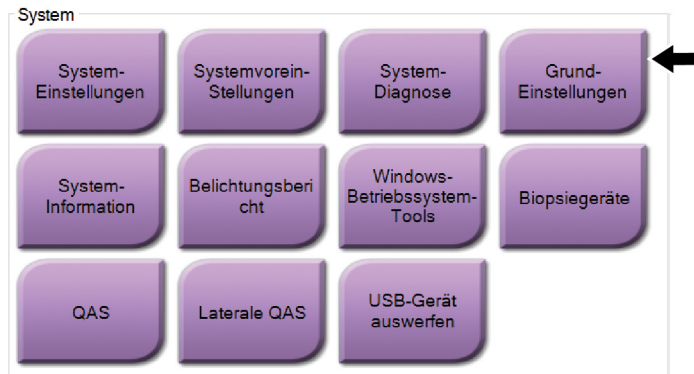 System
System-
Einstellungen
Systemvorein-
Stellungen
System-
Diagnose
Grund-
Einstellungen
System-
Information
Belichtungsberi
cht
Windows-
Betriebssystem-
Tools
Biopsiegeräte
QAS
Laterale QAS
USB-Gerät
auswerfen